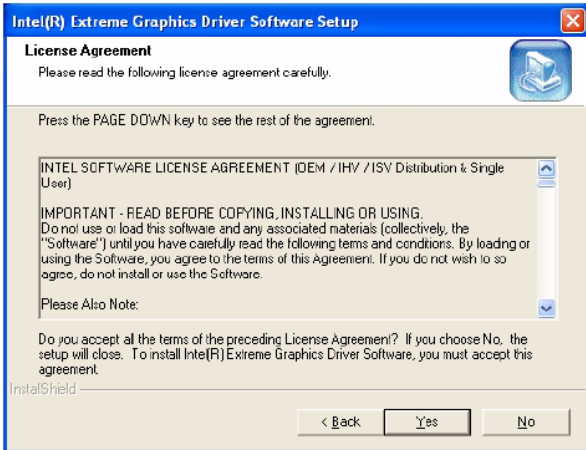 Intel(R) Extreme Graphics Driver Software Setup
License Agreement
Please read the following license agreement carefully.
Press the PAGE DOWN key to see the rest of the agreement.
INTEL SOFTWARE LICENSE AGREEMENT (OEM / IHV / ISV Distribution & Single
User)
IMPORTANT - READ BEFORE COPYING, INSTALLING OR USING.
Do not use or load this software and any associated materials (collectively, the
"Software") until you have carefully read the following terms and conditions. By loading or
using the Software, you agree to the terms of this Agreement. If you do not wish to so
agree, do not install or use the Software.
Please Also Note:
Do you accept all the terms of the preceding License Agreement? If you choose No, the
setup will close. To install Intel(R) Extreme Graphics Driver Software, you must accept this
agreement.
InstallShield
< Back
Yes
No